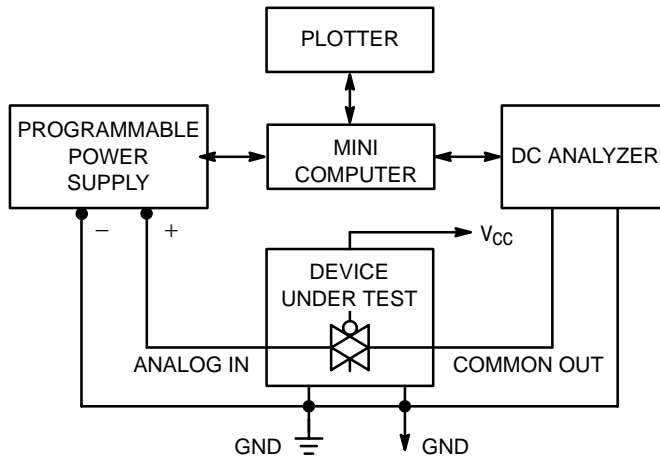 PLOTTER
PROGRAMMABLE
POWER
SUPPLY
MINI
COMPUTER
DC ANALYZER
− +
VCC
DEVICE
UNDER TEST
ANALOG IN
COMMON OUT
GND
GND